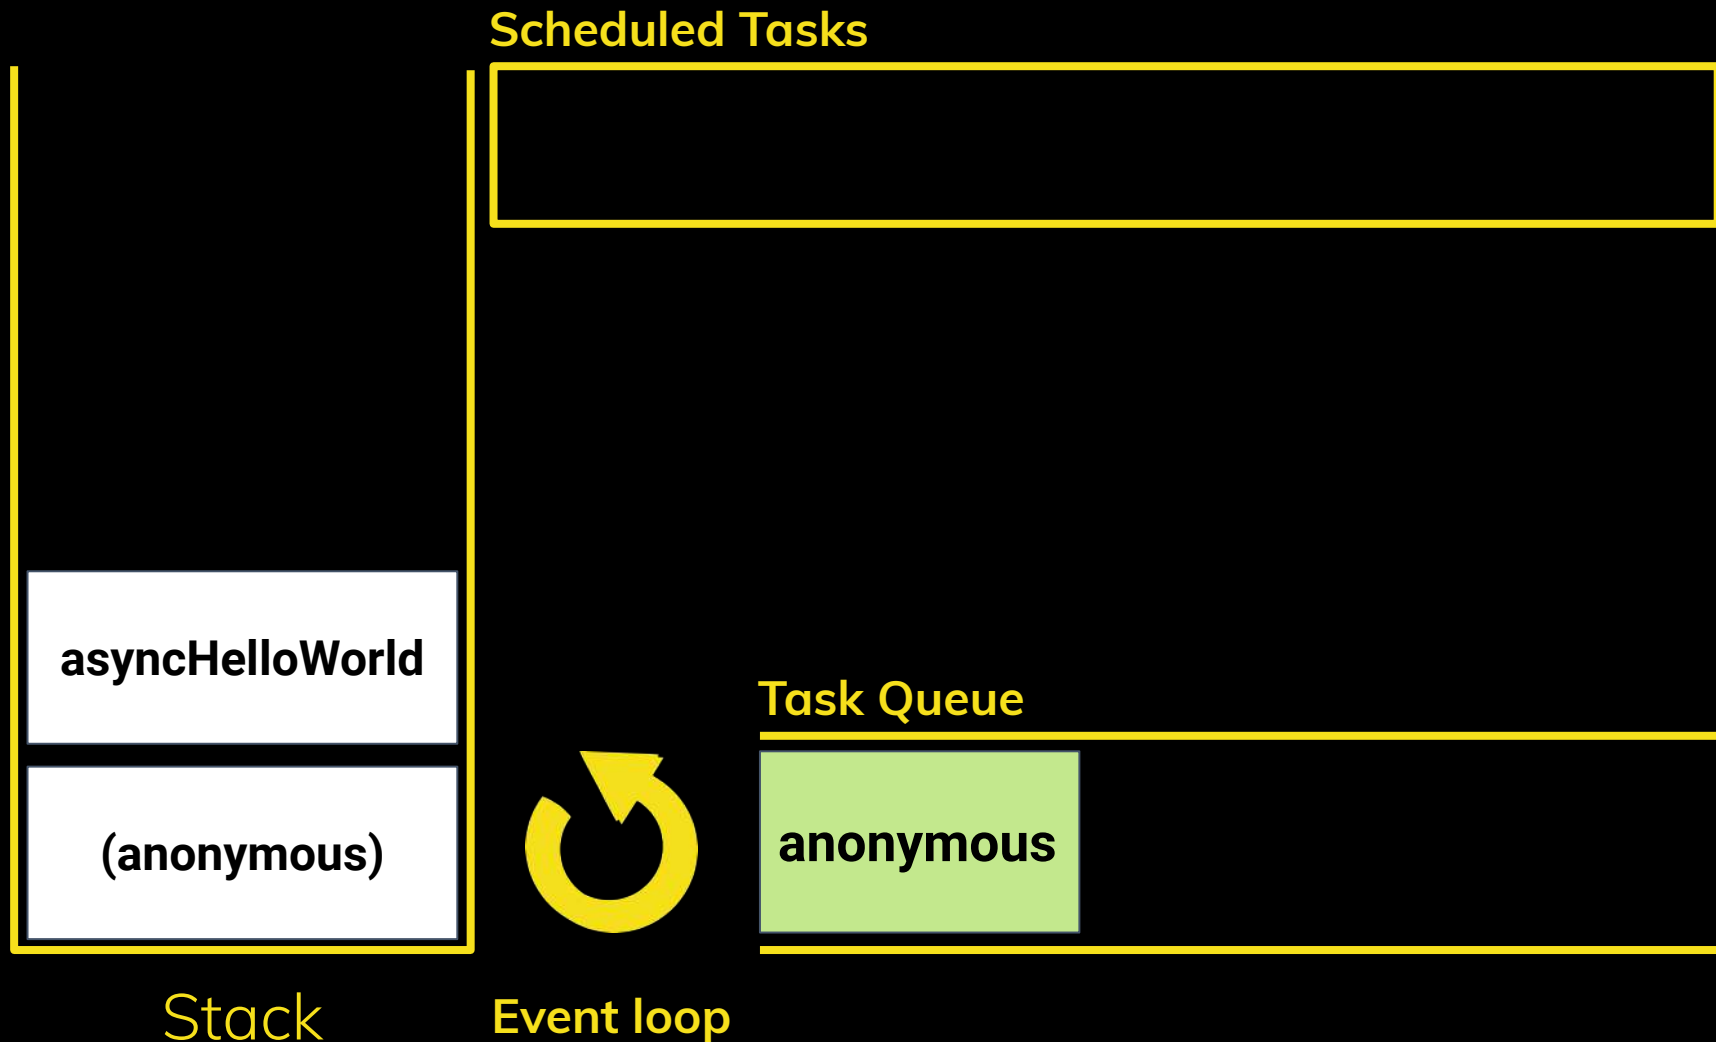 Scheduled Tasks
asyncHelloWorld
(anonymous)
Stack
Event loop
Task Queue
anonymous